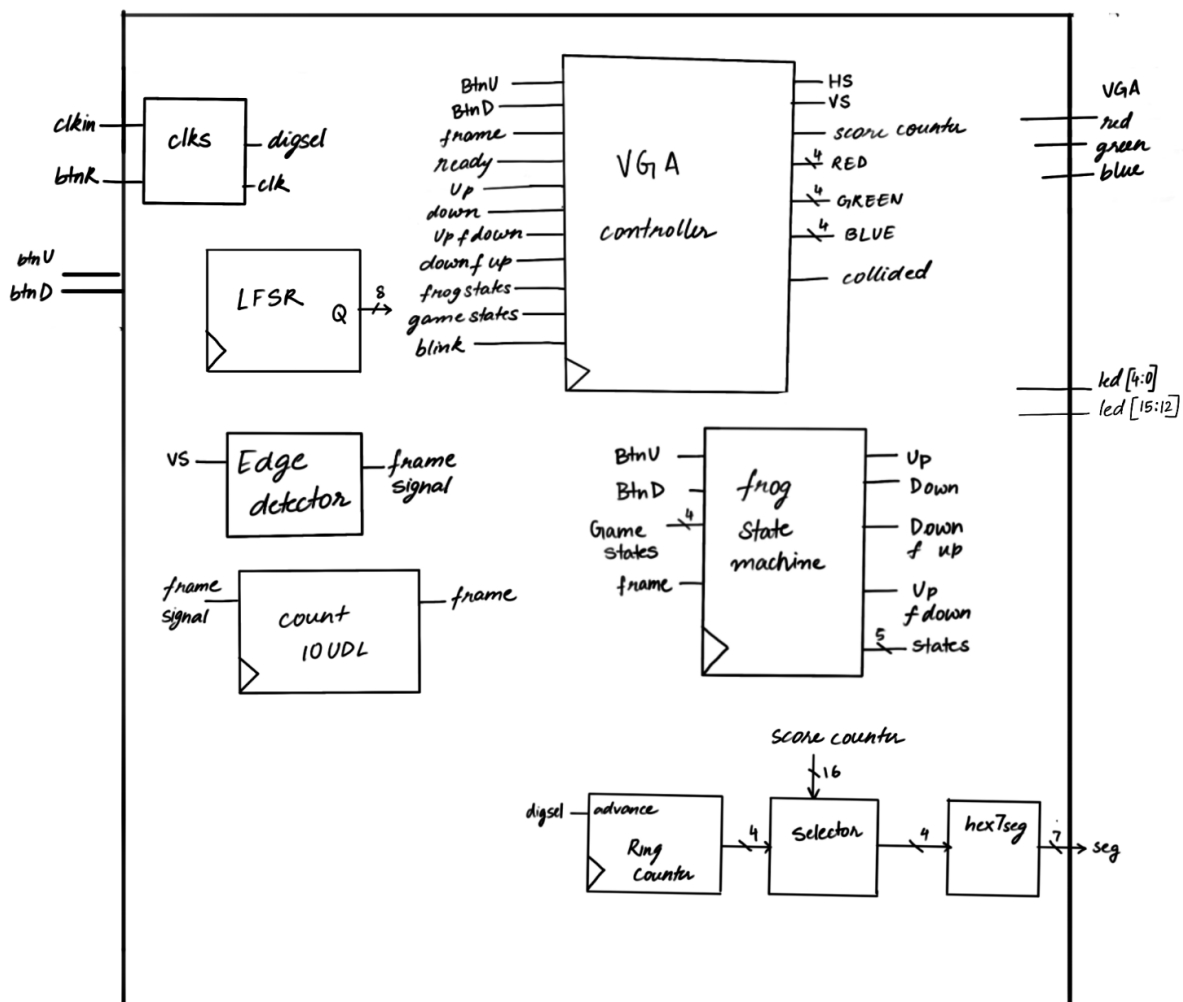 clkin
btnR
clks
digsel
clk
btnU
btnD
LFSR
Q
8
VS
Edge
detector
frame
signal
frame
signal
count
10 UDL
frame
BtnU
BtnD
frame
ready
Up
down
Up f down
down f up
frog states
game states
blink
VGA
controller
HS
VS
score counter
4
RED
4
GREEN
4
BLUE
collided
VGA
red
green
blue
led [4:0]
led [15:12]
BtnU
BtnD
Game
states
4
frame
frog
state
machine
Up
Down
Down
f up
Up
f down
5
states
score counter
16
digsel
advance
Ring
counter
4
selector
4
hex7seg
7
seg